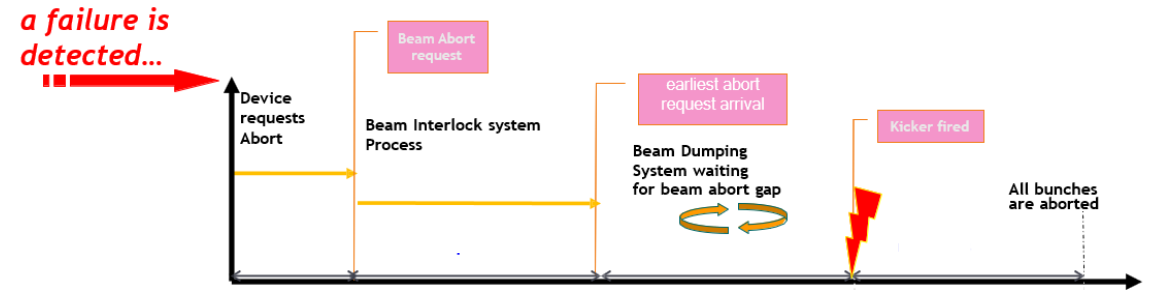 a failure is
detected…
Beam Abort
request
earliest abort
request arrival
Device
requests
Abort
Beam Interlock system
Process
Kicker fired
Beam Dumping
System waiting
for beam abort gap
All bunches
are aborted